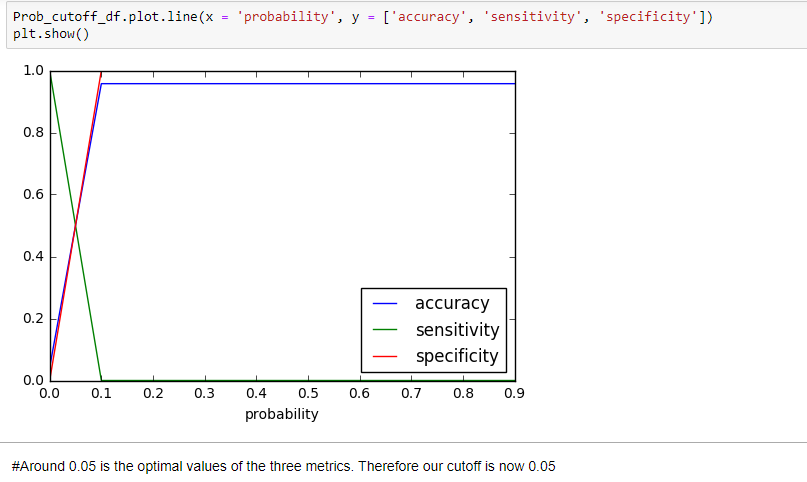 Prob_cutoff_df.plot.line(x = 'probability', y = ['accuracy', 'sensitivity', 'specificity'])
plt.show()
1.0
0.8
0.6
0.4
0.2
0.0
accuracy
sensitivity
specificity
0.0 0.1 0.2 0.3 0.4 0.5 0.6 0.7 0.8 0.9
probability
#Around 0.05 is the optimal values of the three metrics. Therefore our cutoff is now 0.05